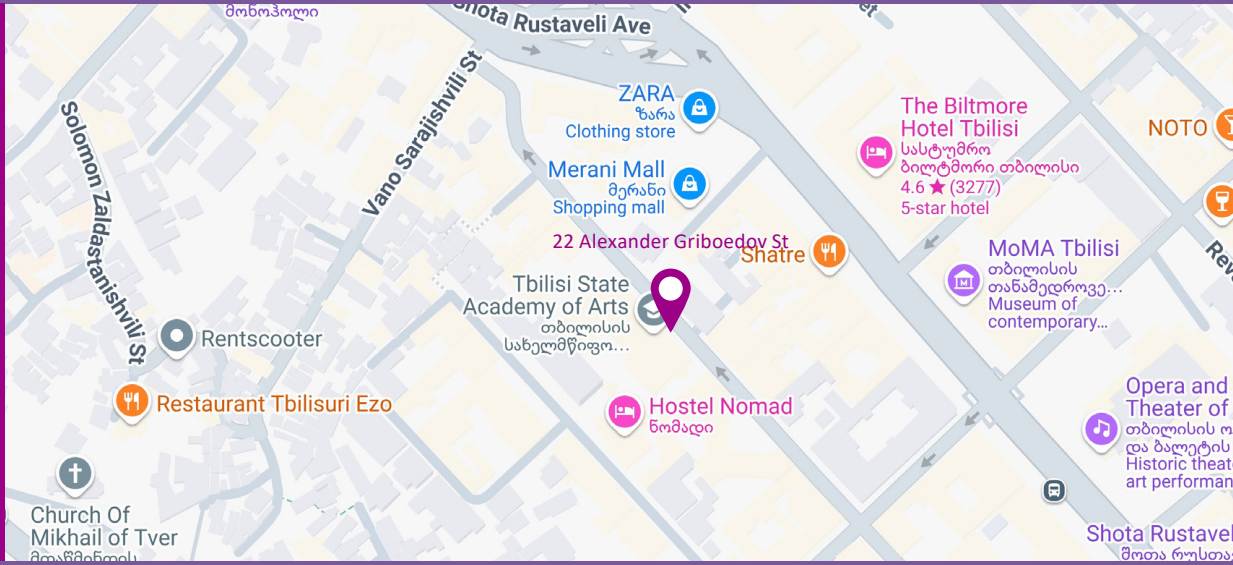 მონოპოლი
Shota Rustaveli Ave
Solomon Zaldastanishvili St
Vano Sarajishvili St
ZARA
ზარა
Clothing store
Merani Mall
მერანი
Shopping mall
22 Alexander Griboedov St
Shatre
Tbilisi State
Academy of Arts
თბილისის
სახელმწიფო...
The Biltmore
Hotel Tbilisi
სასტუმრო
ბილტმორი თბილისი
4.6 ★ (3277)
5-star hotel
NOTO
MoMA Tbilisi
თბილისის
თანამედროვე...
Museum of
contemporary...
Rentscooter
Restaurant Tbilisuri Ezo
Hostel Nomad
ნომადი
Opera and
Theater of
თბილისის ო
და ბალეტის
Historic theat
art performan
Church Of
Mikhail of Tver
მთაწმინდის
Shota Rustavel
შოთა რუსთა